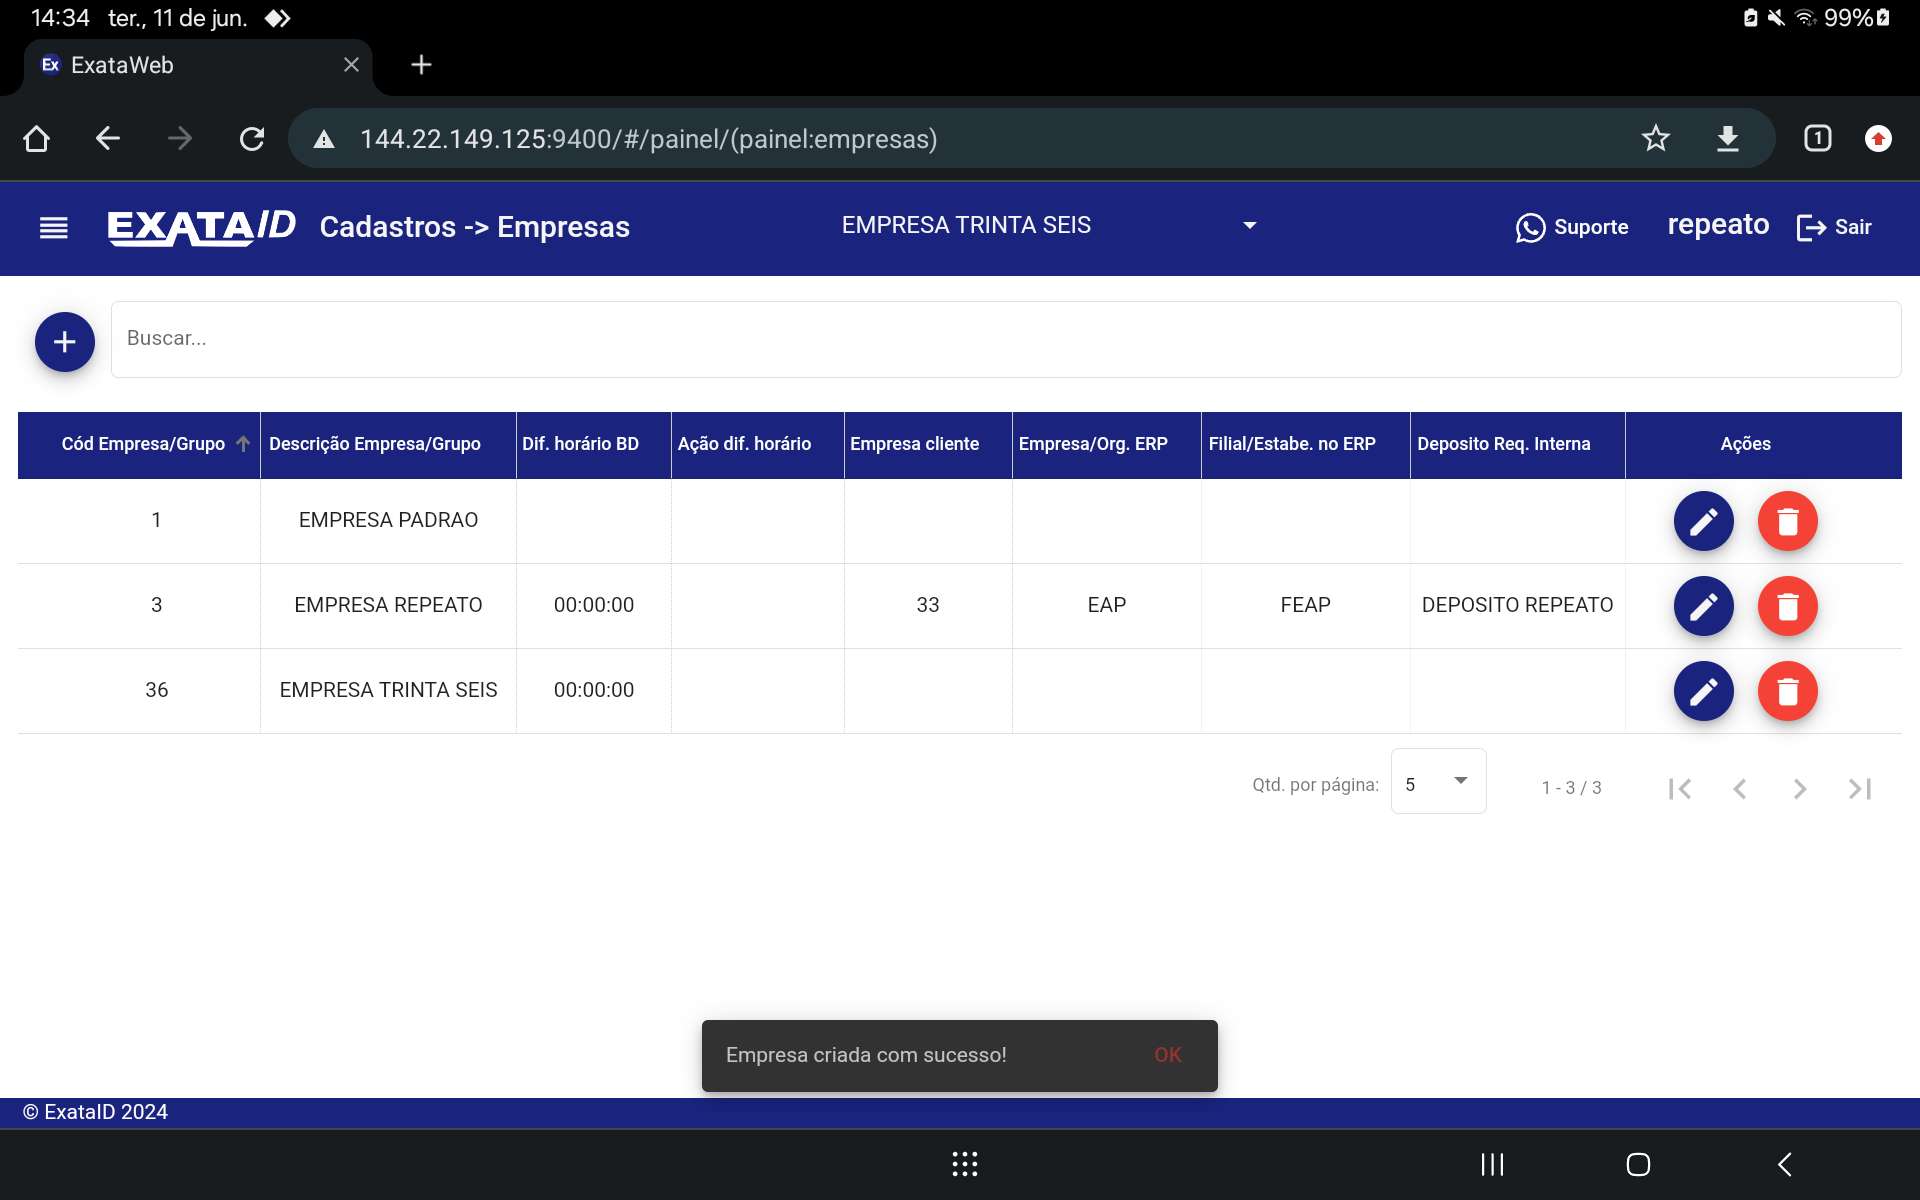 14:34 ter., 11 de jun. 99%
Ex ExataWeb
144.22.149.125:9400/#/painel/(painel:empresas) 1
EXATA ID Cadastros -> Empresas EMPRESA TRINTA SEIS Suporte repeato Sair
Buscar...
Cód Empresa/Grupo Descrição Empresa/Grupo Dif. horário BD Ação dif. horário Empresa cliente Empresa/Org. ERP Filial/Estabe. no ERP Deposito Req. Interna Ações
1 EMPRESA PADRAO
3 EMPRESA REPEATO 00:00:00 33 EAP FEAP DEPOSITO REPEATO
36 EMPRESA TRINTA SEIS 00:00:00
Qtd. por página: 5 1 - 3 / 3
Empresa criada com sucesso! OK
© ExataID 2024